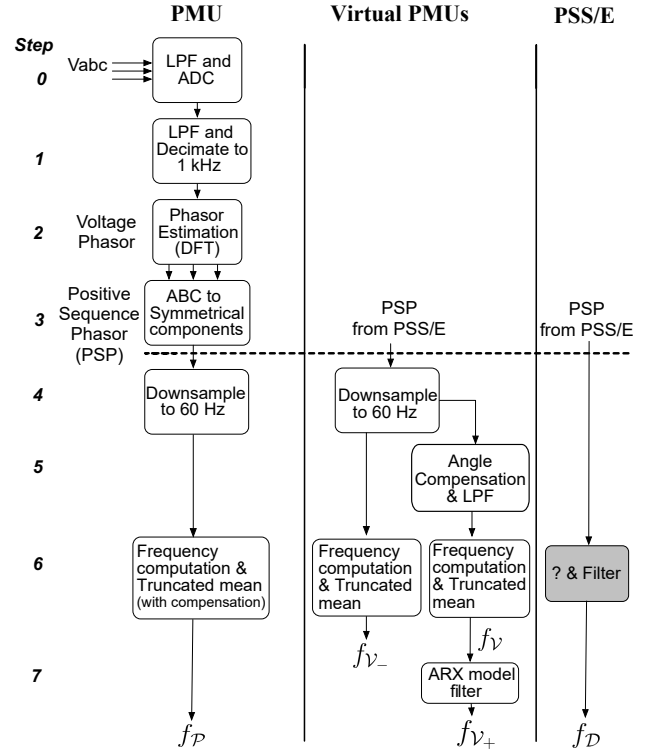 PMU
Virtual PMUs
PSS/E
Step
0
Vabc
LPF and
ADC
1
LPF and
Decimate to
1 kHz
2
Voltage
Phasor
Phasor
Estimation
(DFT)
3
Positive
Sequence
Phasor
(PSP)
ABC to
Symmetrical
components
PSP
from PSS/E
PSP
from PSS/E
4
Downsample
to 60 Hz
Downsample
to 60 Hz
5
Angle
Compensation
& LPF
6
Frequency
computation &
Truncated mean
(with compensation)
Frequency
computation
& Truncated
mean
Frequency
computation
& Truncated
mean
? & Filter
f𝒱₋
f𝒱
7
ARX model
filter
f𝒫
f𝒱₊
f𝒟